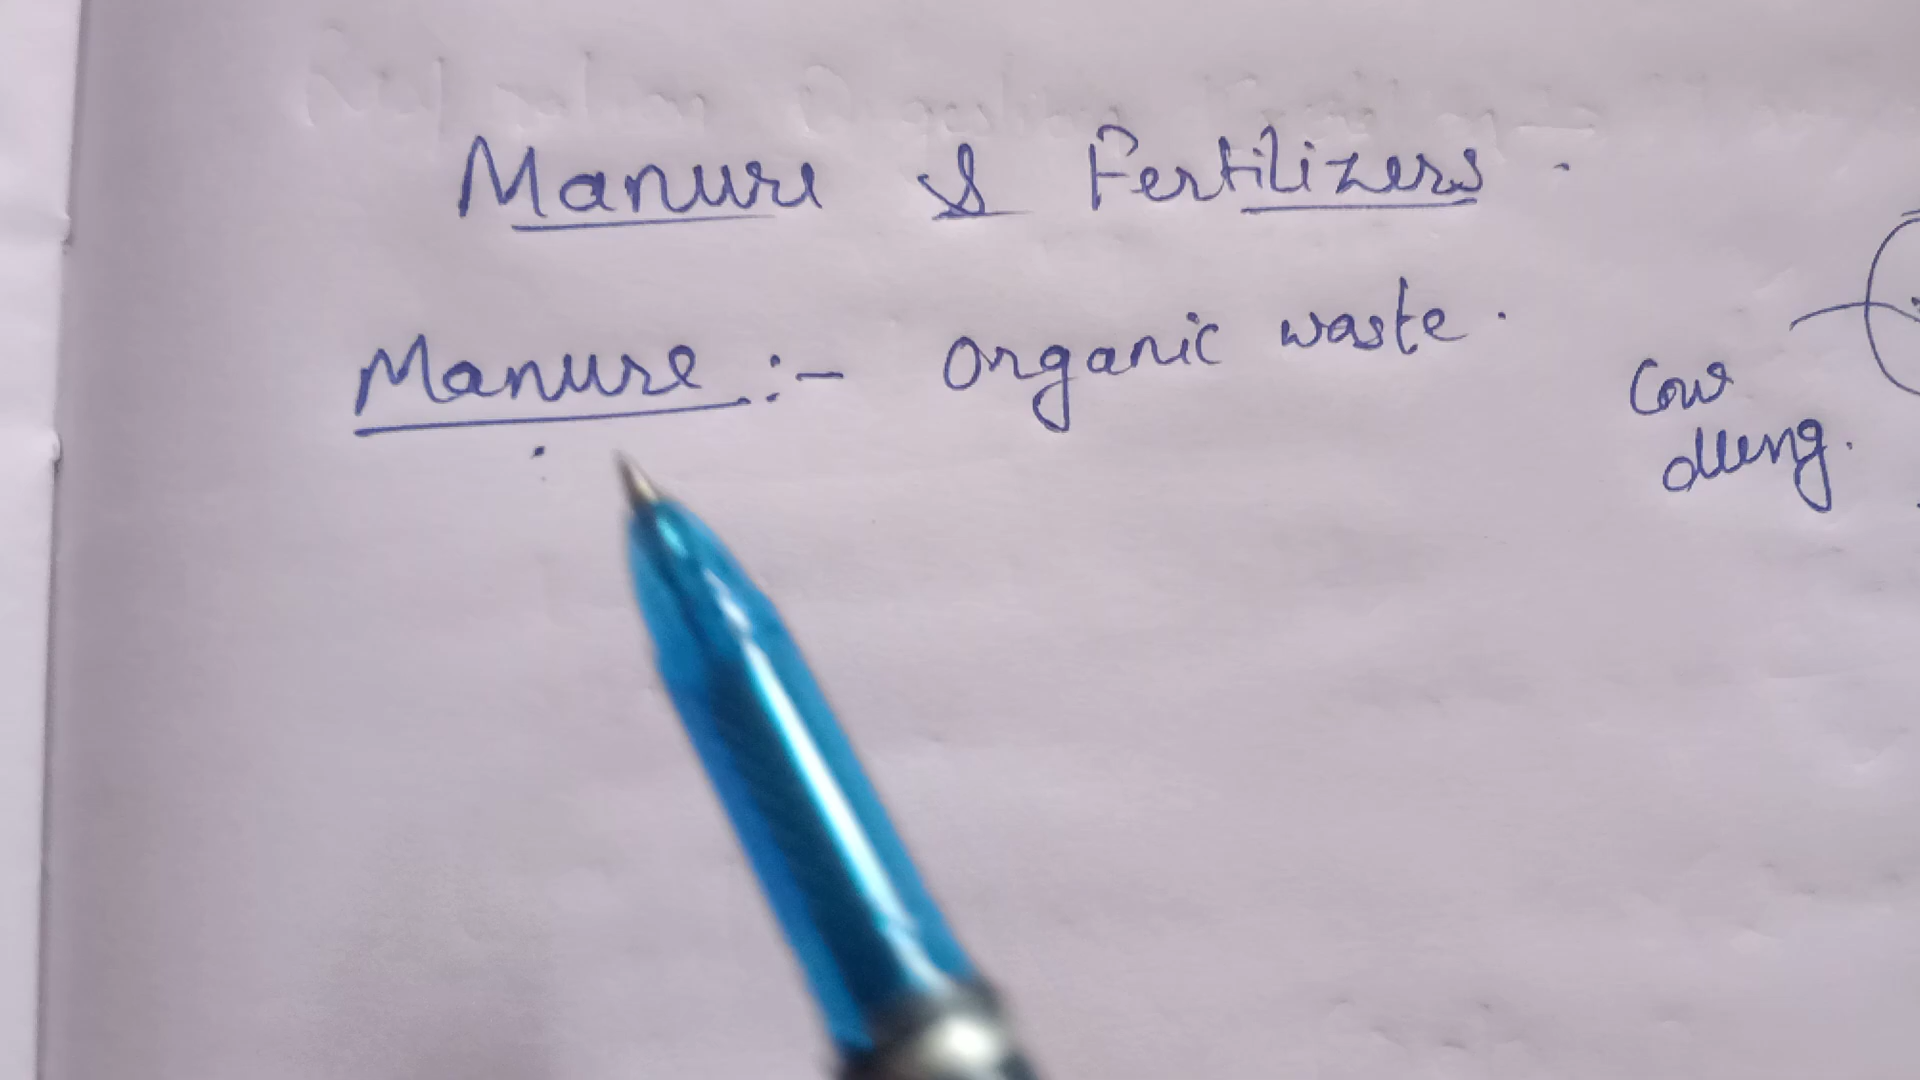 Manure & Fertilizers.
Manure :- Organic waste.
Cow
dung.